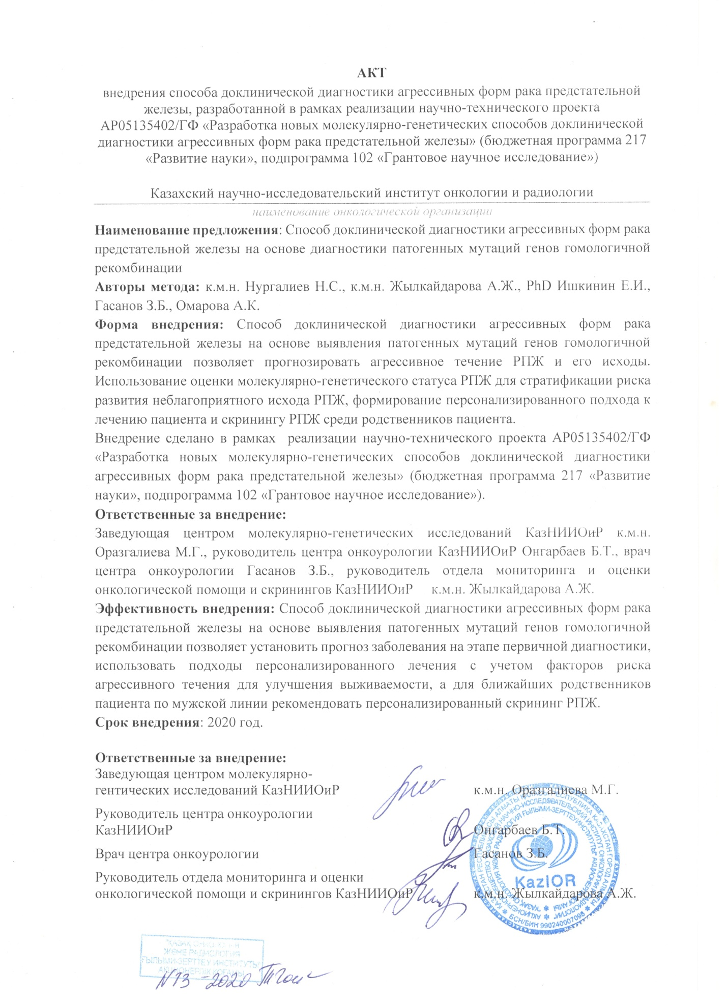 АКТ
внедрения способа доклинической диагностики агрессивных форм рака предстательной
железы, разработанной в рамках реализации научно-технического проекта
АР05135402/ГФ «Разработка новых молекулярно-генетических способов доклинической
диагностики агрессивных форм рака предстательной железы» (бюджетная программа 217
«Развитие науки», подпрограмма 102 «Грантовое научное исследование»)
Казахский научно-исследовательский институт онкологии и радиологии
наименование онкологической организации
Наименование предложения: Способ доклинической диагностики агрессивных форм рака
предстательной железы на основе диагностики патогенных мутаций генов гомологичной
рекомбинации
Авторы метода: к.м.н. Нургалиев Н.С., к.м.н. Жылкайдарова А.Ж., PhD Ишкинин Е.И.,
Гасанов З.Б., Омарова А.К.
Форма внедрения: Способ доклинической диагностики агрессивных форм рака
предстательной железы на основе выявления патогенных мутаций генов гомологичной
рекомбинации позволяет прогнозировать агрессивное течение РПЖ и его исходы.
Использование оценки молекулярно-генетического статуса РПЖ для стратификации риска
развития неблагоприятного исхода РПЖ, формирование персонализированного подхода к
лечению пациента и скринингу РПЖ среди родственников пациента.
Внедрение сделано в рамках реализации научно-технического проекта АР05135402/ГФ
«Разработка новых молекулярно-генетических способов доклинической диагностики
агрессивных форм рака предстательной железы» (бюджетная программа 217 «Развитие
науки», подпрограмма 102 «Грантовое научное исследование»).
Ответственные за внедрение:
Заведующая центром молекулярно-генетических исследований КазНИИОиР к.м.н.
Оразгалиева М.Г., руководитель центра онкоурологии КазНИИОиР Онгарбаев Б.Т., врач
центра онкоурологии Гасанов З.Б., руководитель отдела мониторинга и оценки
онкологической помощи и скринингов КазНИИОиР к.м.н. Жылкайдарова А.Ж.
Эффективность внедрения: Способ доклинической диагностики агрессивных форм рака
предстательной железы на основе выявления патогенных мутаций генов гомологичной
рекомбинации позволяет установить прогноз заболевания на этапе первичной диагностики,
использовать подходы персонализированного лечения с учетом факторов риска
агрессивного течения для улучшения выживаемости, а для ближайших родственников
пациента по мужской линии рекомендовать персонализированный скрининг РПЖ.
Срок внедрения: 2020 год.
Ответственные за внедрение:
Заведующая центром молекулярно-
гентических исследований КазНИИОиР к.м.н. Оразгалиева М.Г.
Руководитель центра онкоурологии
КазНИИОиР Онгарбаев Б.Т.
Врач центра онкоурологии Гасанов З.Б.
Руководитель отдела мониторинга и оценки
онкологической помощи и скринингов КазНИИОиР к.м.н. Жылкайдарова А.Ж.
KazIOR
БСН/БИН 990240007098
ЖӘНЕ РАДИОЛОГИЯ
ҒЫЛЫМИ-ЗЕРТТЕУ ИНСТИТУТЫ"
АКЦИОНЕРЛІК ҚОҒАМЫ
N13 - 2020